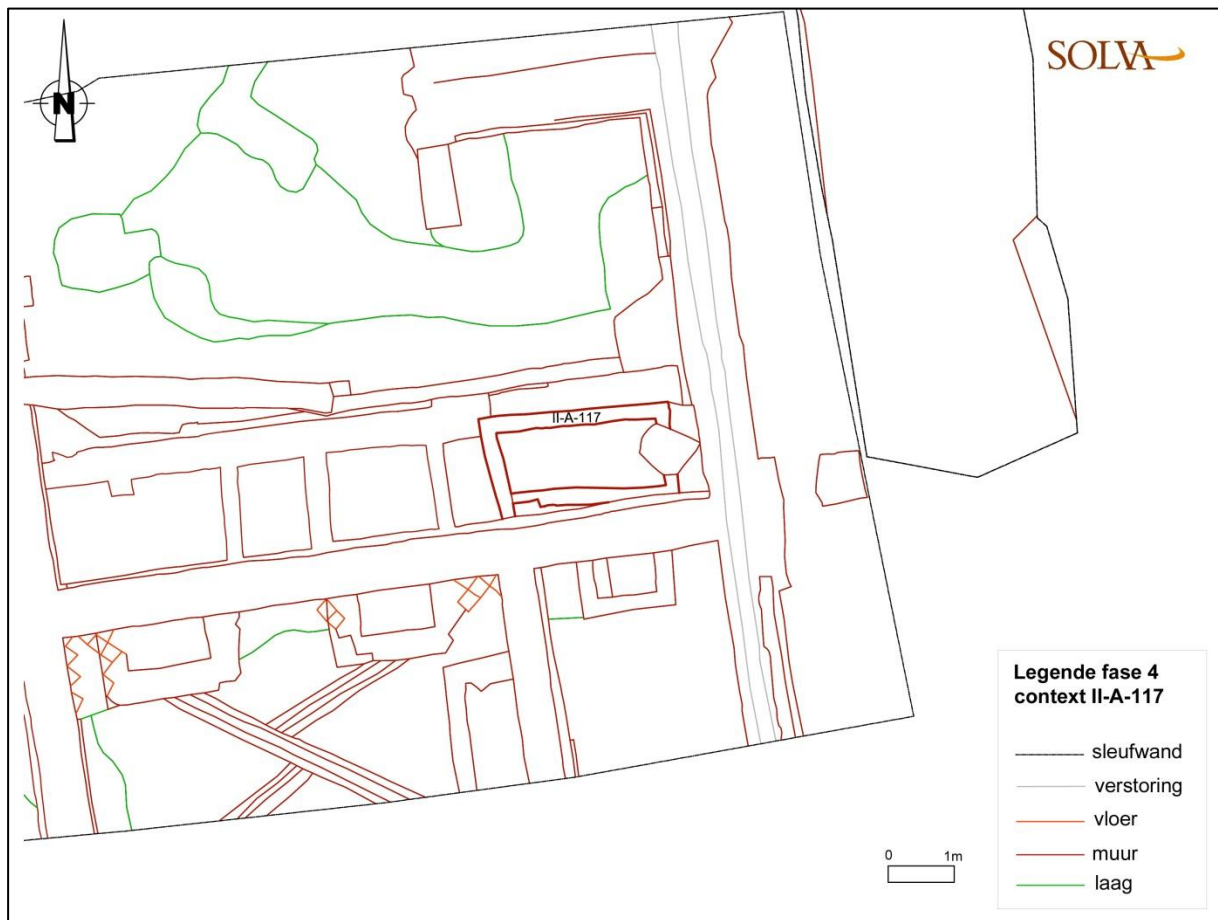 N
SOLVA
II-A-117
Legende fase 4
context II-A-117
sleufwand
verstoring
vloer
muur
laag
0 1m